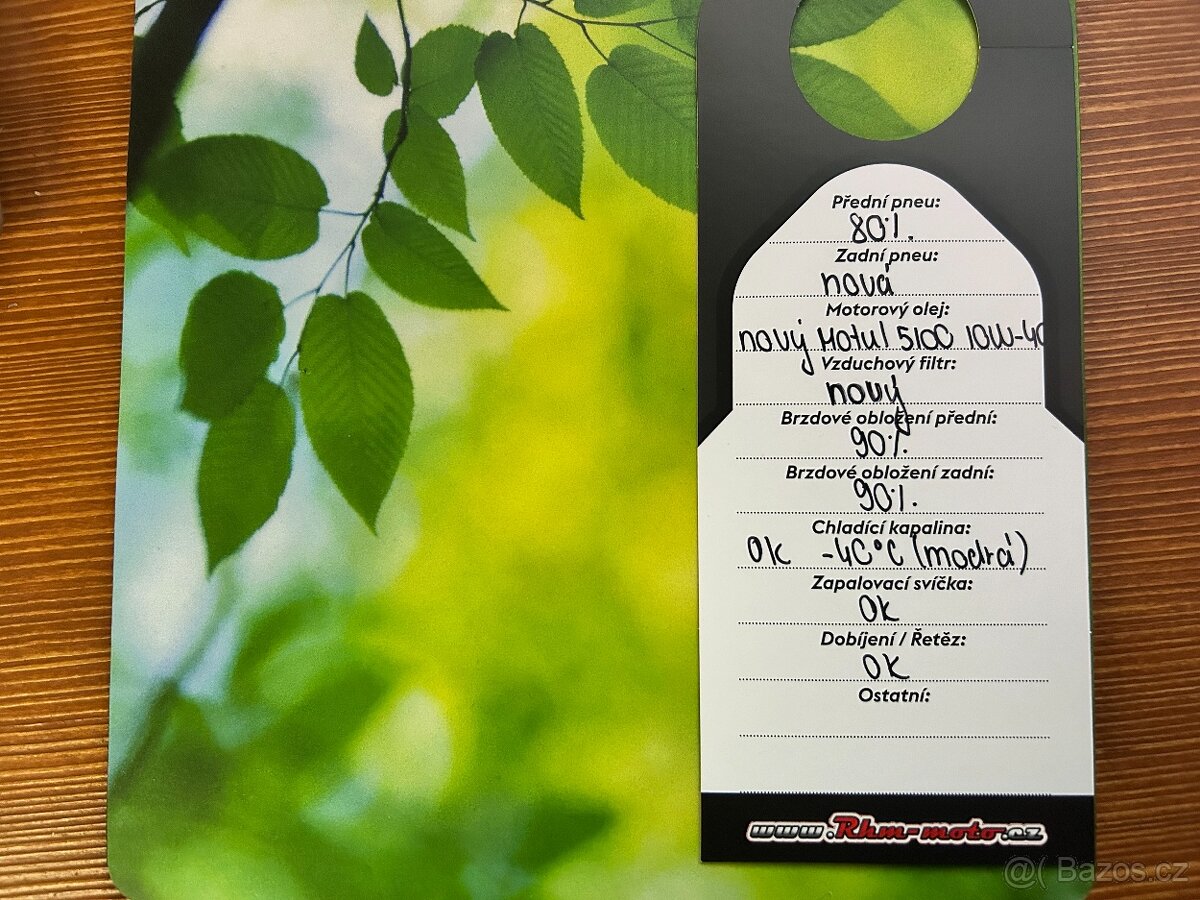 Přední pneu:
80%.
Zadní pneu:
nová
Motorový olej:
nový Motul 5100 10W-40
Vzduchový filtr:
nový
Brzdové obložení přední:
90%.
Brzdové obložení zadní:
90%.
Chladící kapalina:
Ok -40°C (modrá)
Zapalovací svíčka:
Ok
Dobíjení / Řetěz:
OK
Ostatní:
www.Rhm-moto.cz
@( Bazos.cz